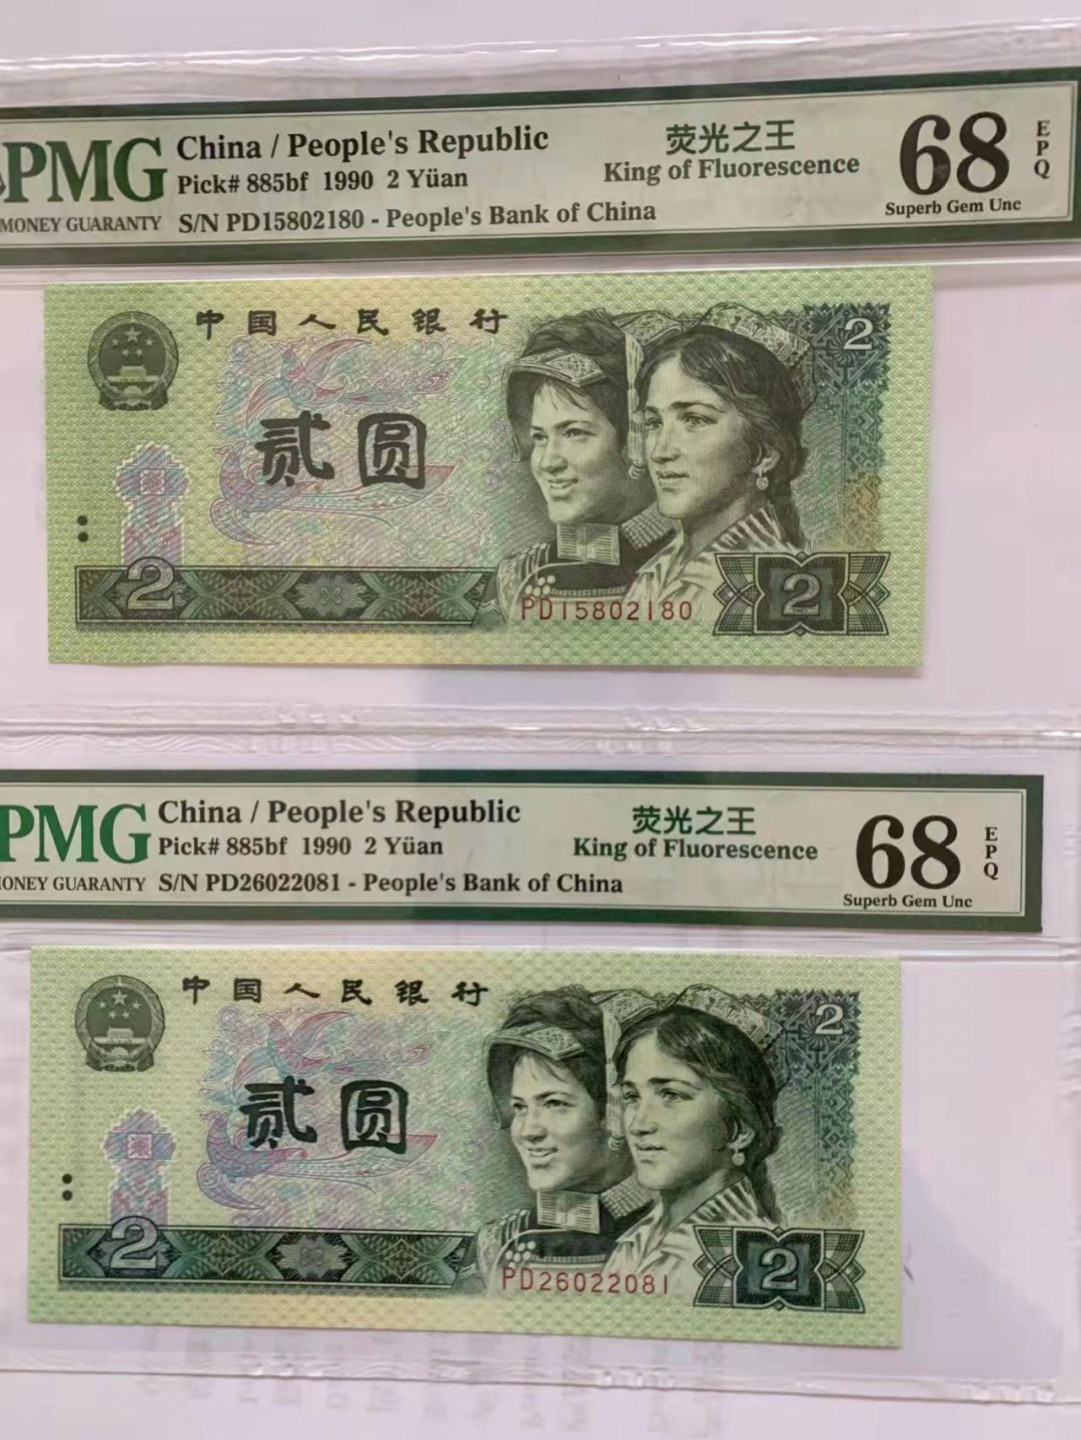 PMG
China / People's Republic
荧光之王
68
EPQ
Pick# 885bf 1990 2 Yüan
King of Fluorescence
MONEY GUARANTY
S/N PD15802180 - People's Bank of China
Superb Gem Unc
中国人民银行
2
贰圆
2
PD15802180
2
PMG
China / People's Republic
荧光之王
68
EPQ
Pick# 885bf 1990 2 Yüan
King of Fluorescence
ONEY GUARANTY
S/N PD26022081 - People's Bank of China
Superb Gem Unc
中国人民银行
2
贰圆
2
PD26022081
2